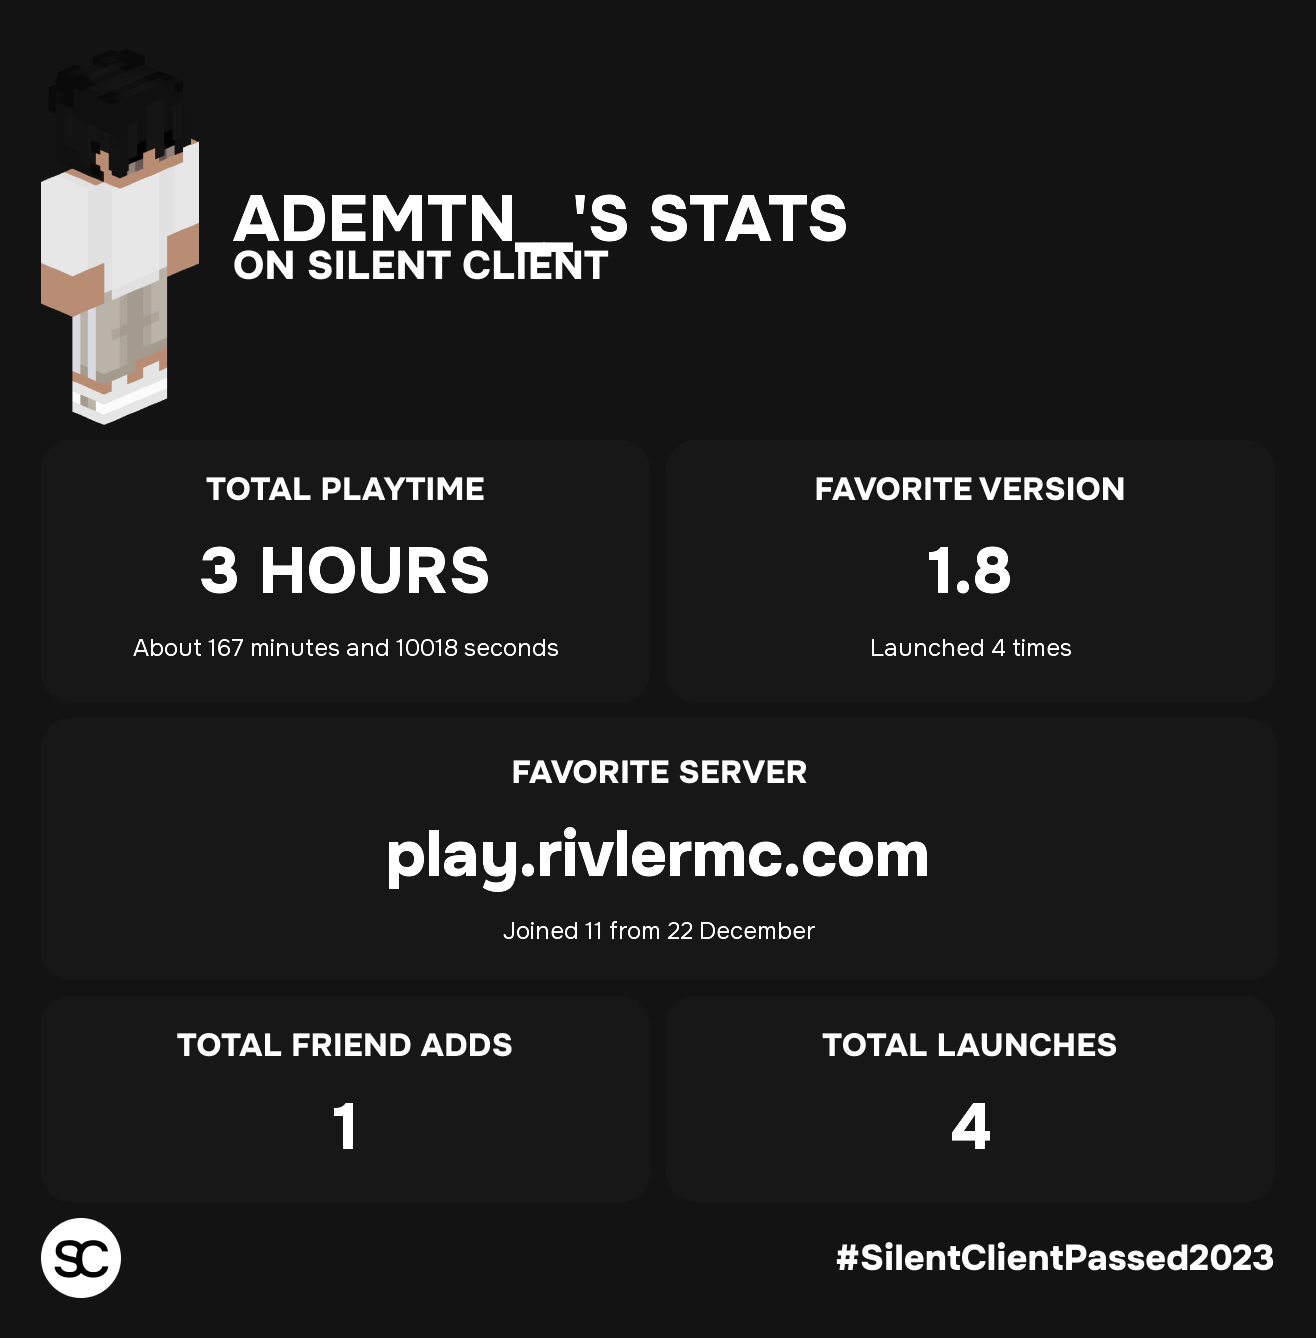 ADEMTN__'S STATS
ON SILENT CLIENT
TOTAL PLAYTIME
3 HOURS
About 167 minutes and 10018 seconds
FAVORITE VERSION
1.8
Launched 4 times
FAVORITE SERVER
play.rivlermc.com
Joined 11 from 22 December
TOTAL FRIEND ADDS
1
TOTAL LAUNCHES
4
SC
#SilentClientPassed2023